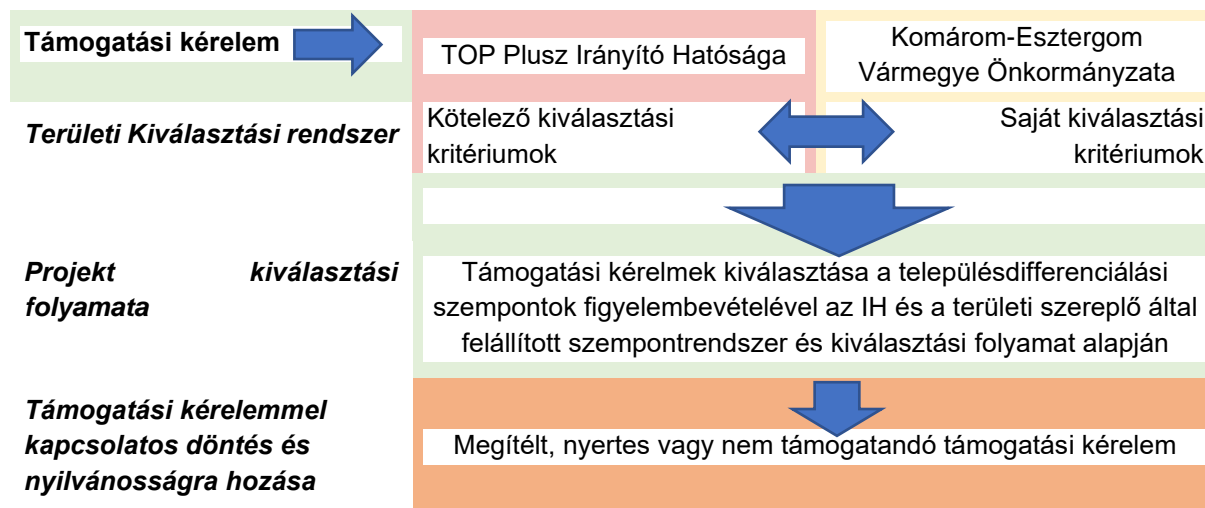 Támogatási kérelem
TOP Plusz Irányító Hatósága
Komárom-Esztergom
Vármegye Önkormányzata
Területi Kiválasztási rendszer
Kötelező kiválasztási
kritériumok
Saját kiválasztási
kritériumok
Projekt kiválasztási
folyamata
Támogatási kérelmek kiválasztása a településdifferenciálási
szempontok figyelembevételével az IH és a területi szereplő által
felállított szempontrendszer és kiválasztási folyamat alapján
Támogatási kérelemmel
kapcsolatos döntés és
nyilvánosságra hozása
Megítélt, nyertes vagy nem támogatandó támogatási kérelem